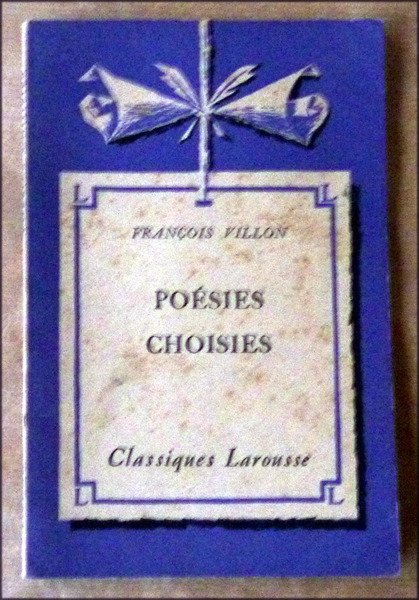 L L
FRANÇOIS VILLON
POÉSIES
CHOISIES
Classiques Larousse
L L